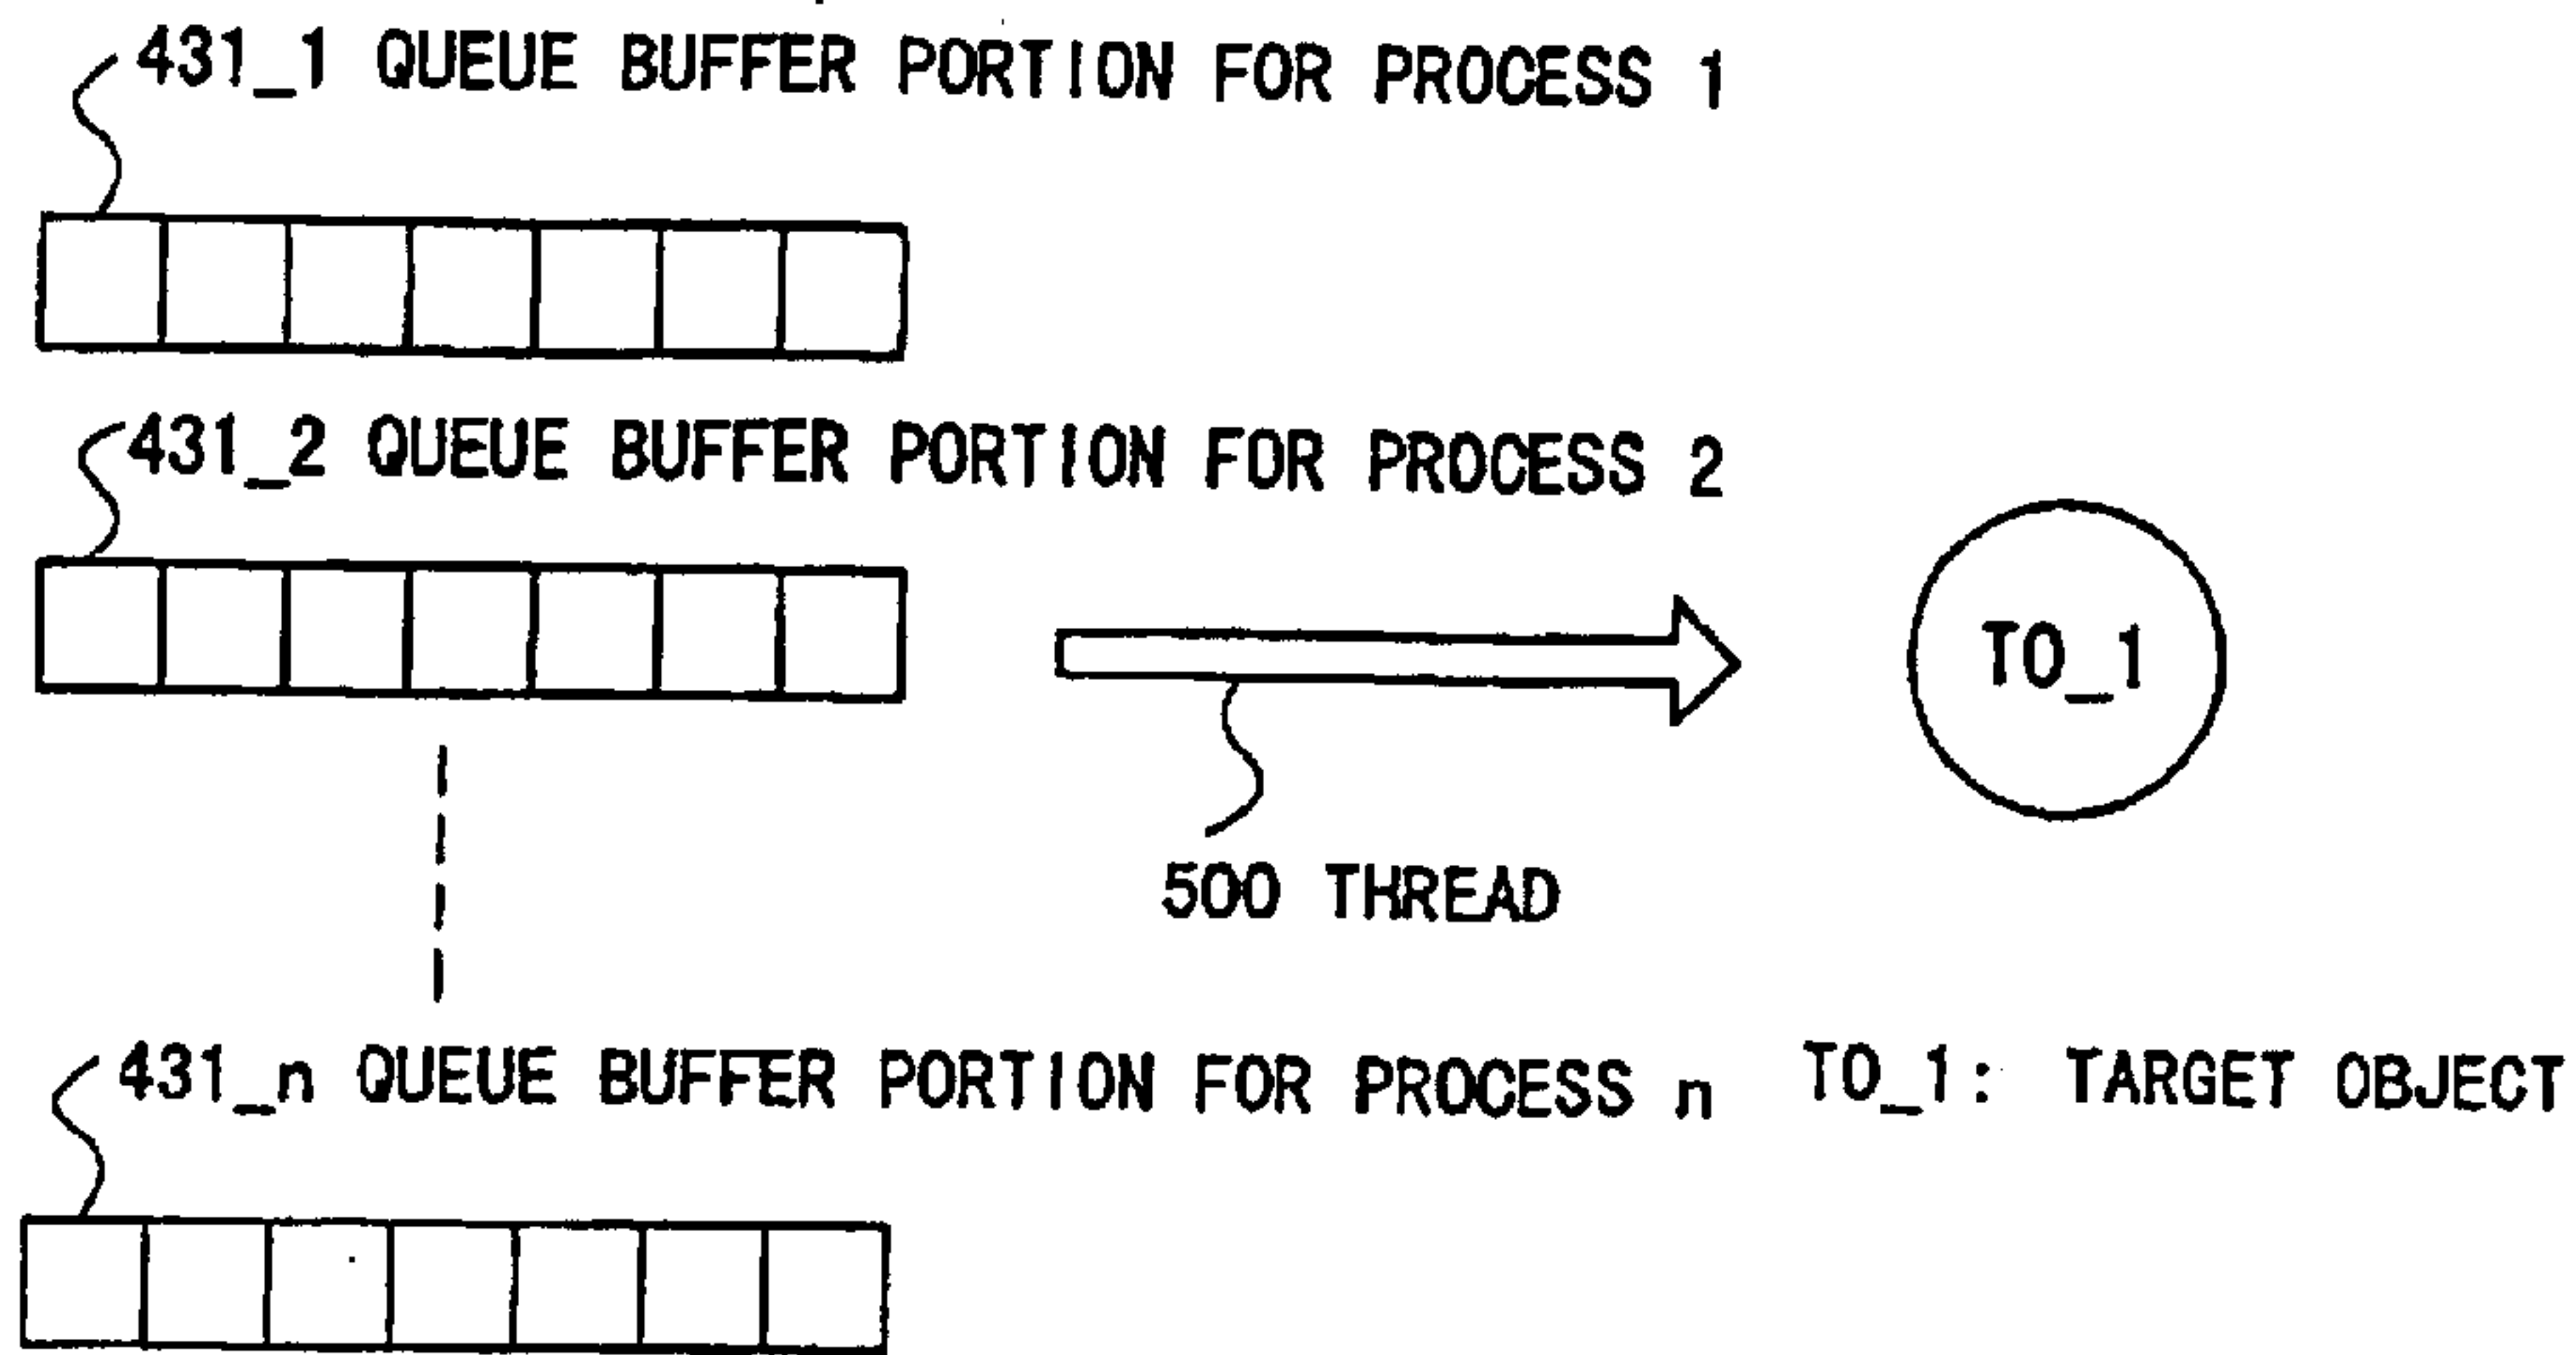 431_1 QUEUE BUFFER PORTION FOR PROCESS 1
431_2 QUEUE BUFFER PORTION FOR PROCESS 2
TO_1
500 THREAD
431_n QUEUE BUFFER PORTION FOR PROCESS n
TO_1: TARGET OBJECT